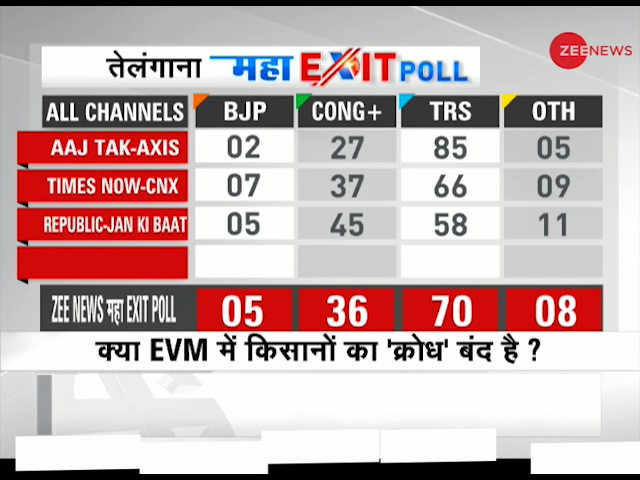 ZEE NEWS
तेलंगाना महा EXIT POLL
ALL CHANNELS BJP CONG+ TRS OTH
AAJ TAK-AXIS 02 27 85 05
TIMES NOW-CNX 07 37 66 09
REPUBLIC-JAN KI BAAT 05 45 58 11
ZEE NEWS महा EXIT POLL 05 36 70 08
क्या EVM में किसानों का 'क्रोध' बंद है ?